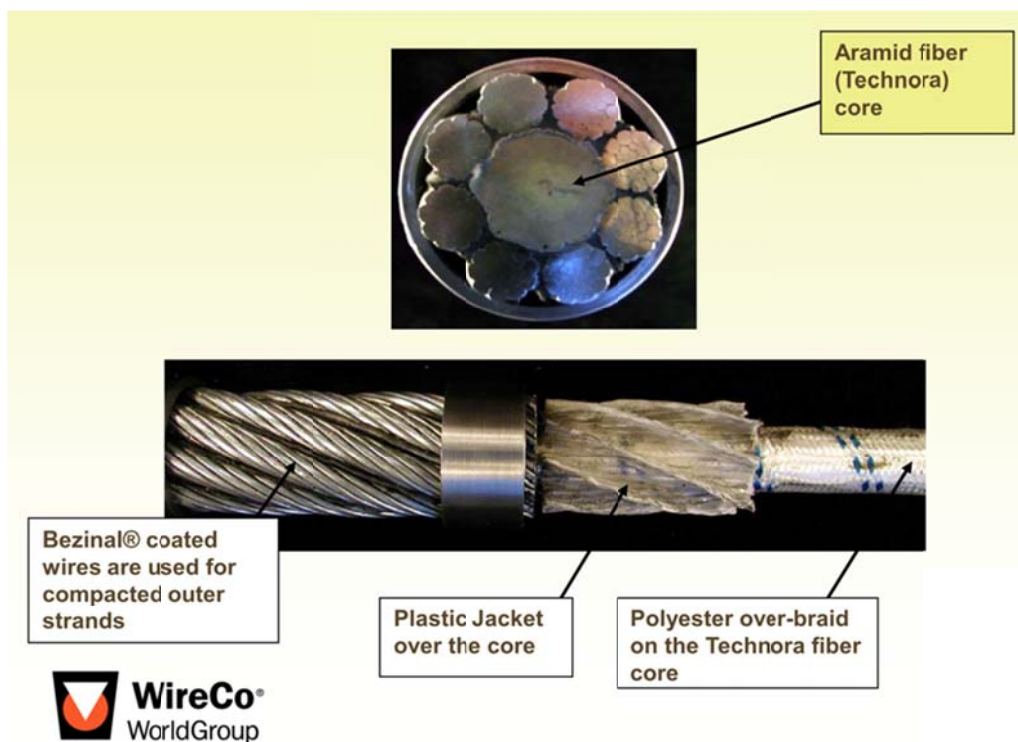 Aramid fiber
(Technora)
core
Bezinal® coated
wires are used for
compacted outer
strands
Plastic Jacket
over the core
Polyester over-braid
on the Technora fiber
core
WireCo®
WorldGroup